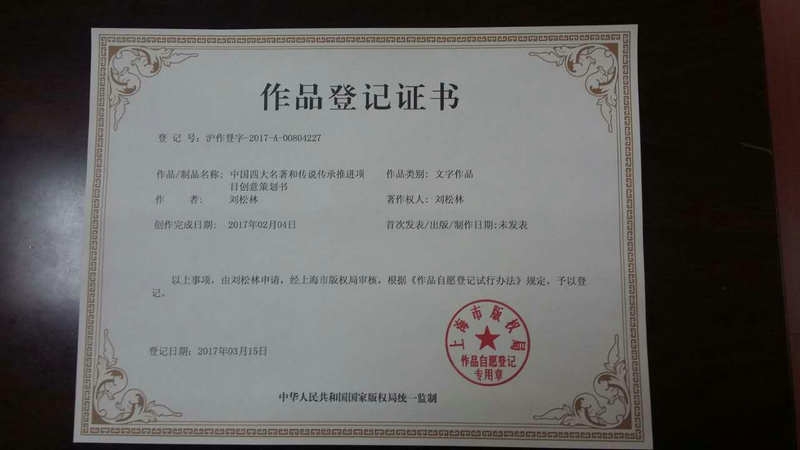 作品登记证书
登 记 号: 沪作登字-2017-A-00804227
作品/制品名称: 中国四大名著和传说传承推进项 作品类别: 文字作品
目创意策划书
作 者: 刘松林 著作权人: 刘松林
创作完成日期: 2017年02月04日 首次发表/出版/制作日期:未发表
以上事项, 由刘松林申请, 经上海市版权局审核, 根据《作品自愿登记试行办法》规定, 予以登
记。
上海市版权局
作品自愿登记
专用章
登记日期: 2017年03月15日
中华人民共和国国家版权局统一监制